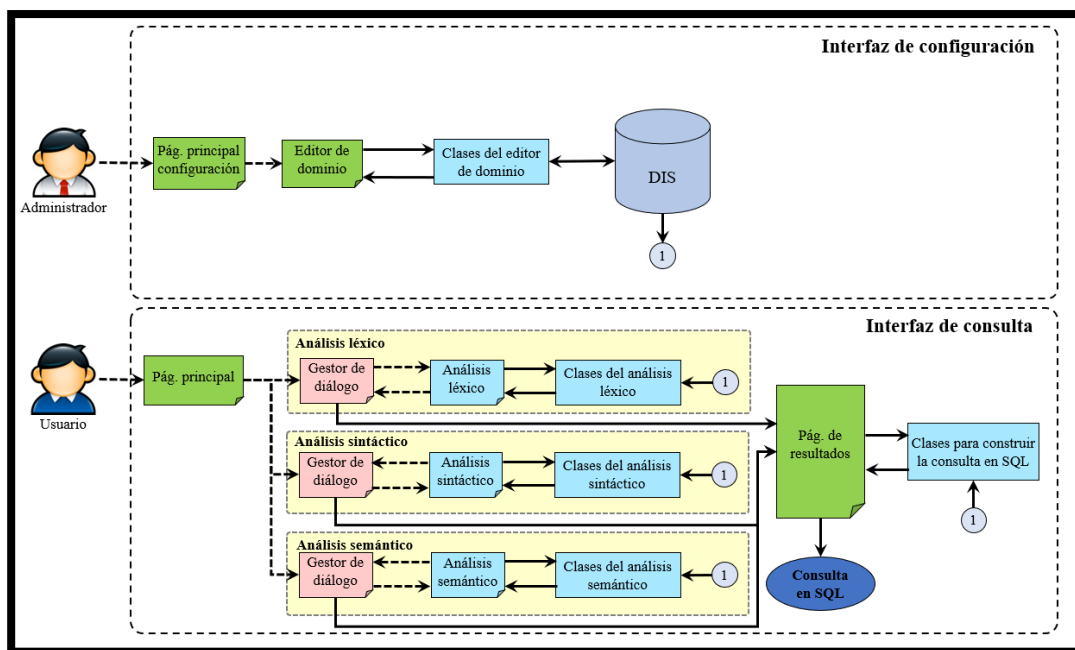 Interfaz de configuración
Pág. principal
configuración
Editor de
dominio
Clases del editor
de dominio
DIS
Administrador
1
Interfaz de consulta
Análisis léxico
Gestor de
diálogo
Análisis
léxico
Clases del análisis
léxico
1
Pág. principal
Usuario
Análisis sintáctico
Gestor de
diálogo
Análisis
sintáctico
Clases del análisis
sintáctico
1
Pág. de
resultados
Clases para construir
la consulta en SQL
1
Análisis semántico
Gestor de
diálogo
Análisis
semántico
Clases del análisis
semántico
1
Consulta
en SQL